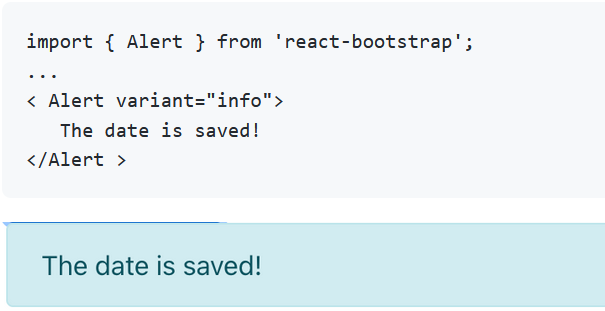 import { Alert } from 'react-bootstrap';
...
< Alert variant="info">
   The date is saved!
</Alert >
The date is saved!